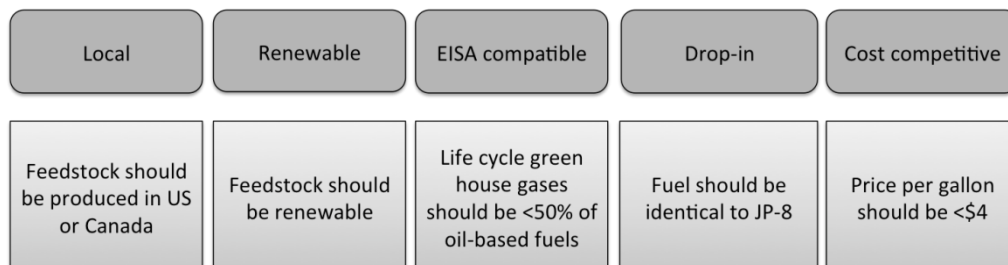 Local
Renewable
EISA compatible
Drop-in
Cost competitive
Feedstock should
be produced in US
or Canada
Feedstock should
be renewable
Life cycle green
house gases
should be <50% of
oil-based fuels
Fuel should be
identical to JP-8
Price per gallon
should be <$4